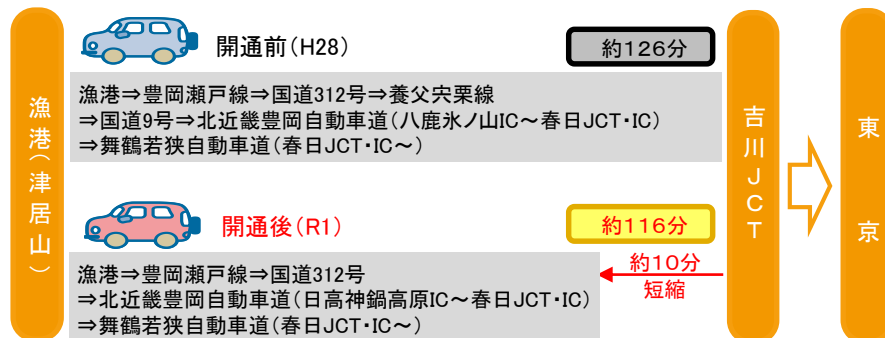 漁港(津居山)
開通前(H28)
約126分
漁港⇒豊岡瀬戸線⇒国道312号⇒養父宍粟線
⇒国道9号⇒北近畿豊岡自動車道(八鹿氷ノ山IC~春日JCT・IC)
⇒舞鶴若狭自動車道(春日JCT・IC~)
開通後(R1)
約116分
漁港⇒豊岡瀬戸線⇒国道312号
⇒北近畿豊岡自動車道(日高神鍋高原IC~春日JCT・IC)
⇒舞鶴若狭自動車道(春日JCT・IC~)
約10分
短縮
吉川JCT
東京